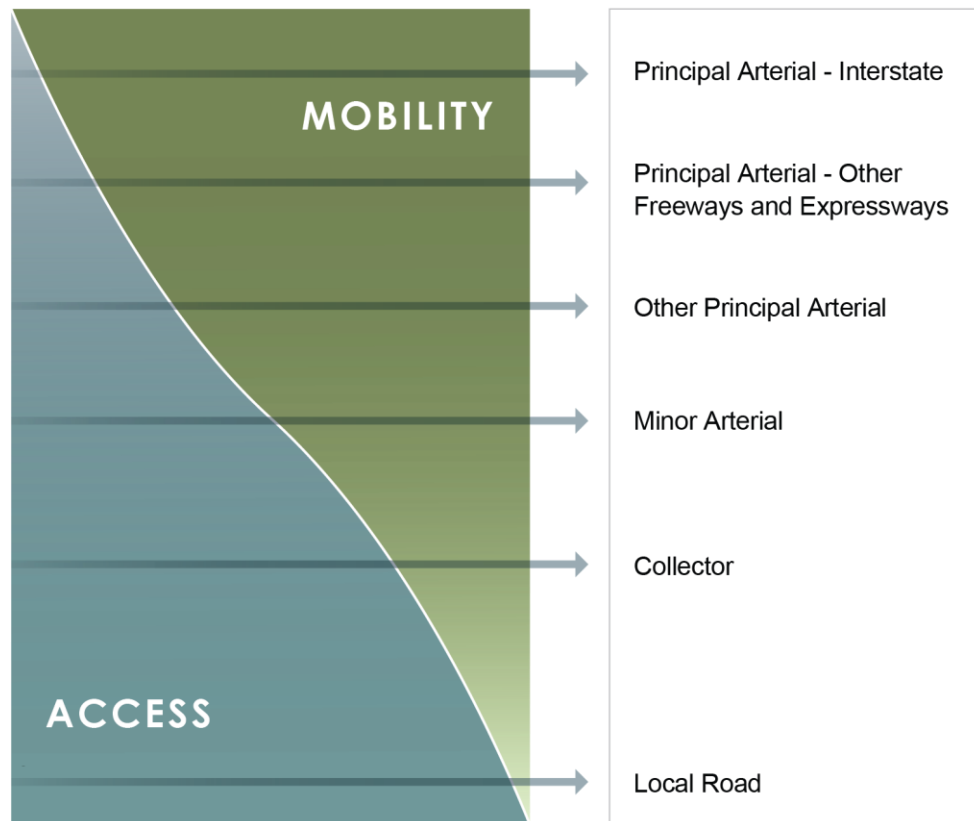 MOBILITY
ACCESS
Principal Arterial - Interstate
Principal Arterial - Other
Freeways and Expressways
Other Principal Arterial
Minor Arterial
Collector
Local Road